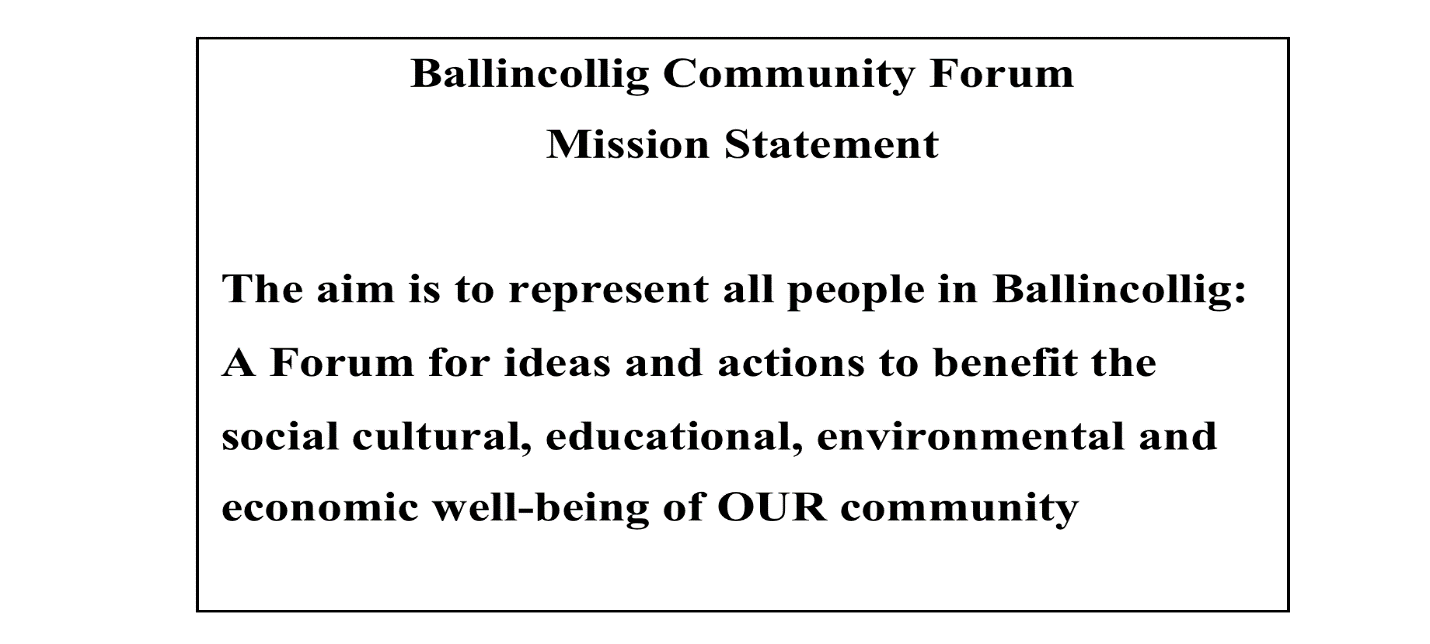 Ballincollig Community Forum
Mission Statement
The aim is to represent all people in Ballincollig:
A Forum for ideas and actions to benefit the
social cultural, educational, environmental and
economic well-being of OUR community